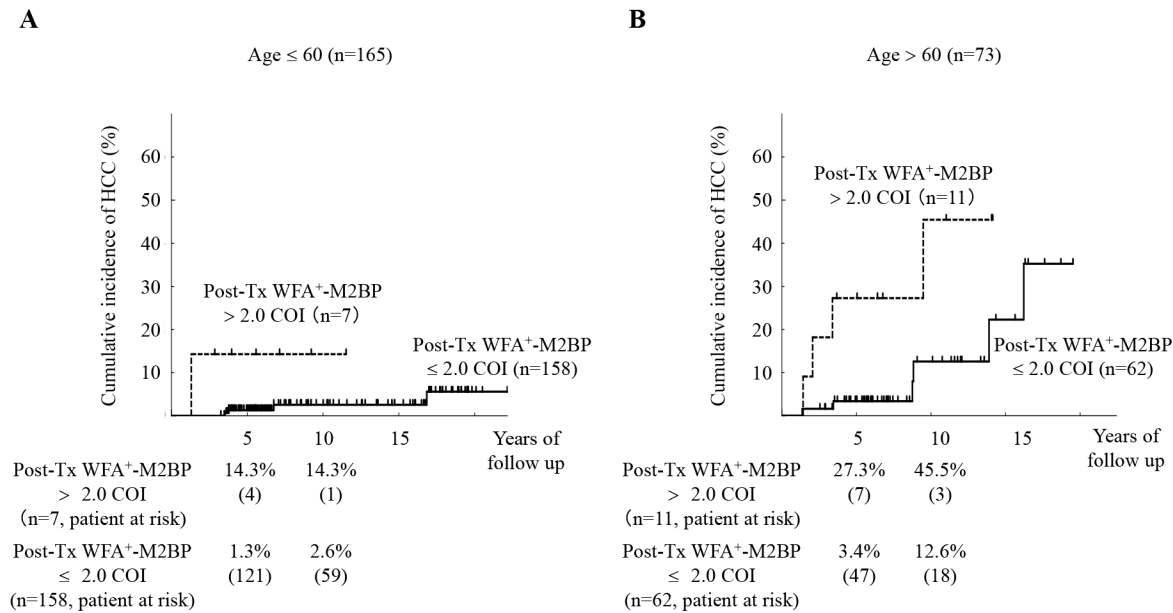 A
Age ≤ 60 (n=165)
Cumulative incidence of HCC (%)
60
50
40
30
20
10
Post-Tx WFA⁺-M2BP
> 2.0 COI (n=7)
Post-Tx WFA⁺-M2BP
≤ 2.0 COI (n=158)
5 10 15
Years of
follow up
Post-Tx WFA⁺-M2BP 14.3% 14.3%
> 2.0 COI (4) (1)
(n=7, patient at risk)
Post-Tx WFA⁺-M2BP 1.3% 2.6%
≤ 2.0 COI (121) (59)
(n=158, patient at risk)
B
Age > 60 (n=73)
Cumulative incidence of HCC (%)
60
50
40
30
20
10
Post-Tx WFA⁺-M2BP
> 2.0 COI (n=11)
Post-Tx WFA⁺-M2BP
≤ 2.0 COI (n=62)
5 10 15
Years of
follow up
Post-Tx WFA⁺-M2BP 27.3% 45.5%
> 2.0 COI (7) (3)
(n=11, patient at risk)
Post-Tx WFA⁺-M2BP 3.4% 12.6%
≤ 2.0 COI (47) (18)
(n=62, patient at risk)